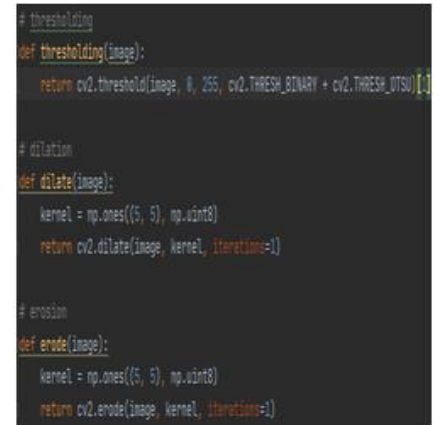 # thresholding
def thresholding(image):
return cv2.threshold(image, 0, 255, cv2.THRESH_BINARY + cv2.THRESH_OTSU)[1]
# dilation
def dilate(image):
kernel = np.ones((5, 5), np.uint8)
return cv2.dilate(image, kernel, iterations=1)
# erosion
def erode(image):
kernel = np.ones((5, 5), np.uint8)
return cv2.erode(image, kernel, iterations=1)